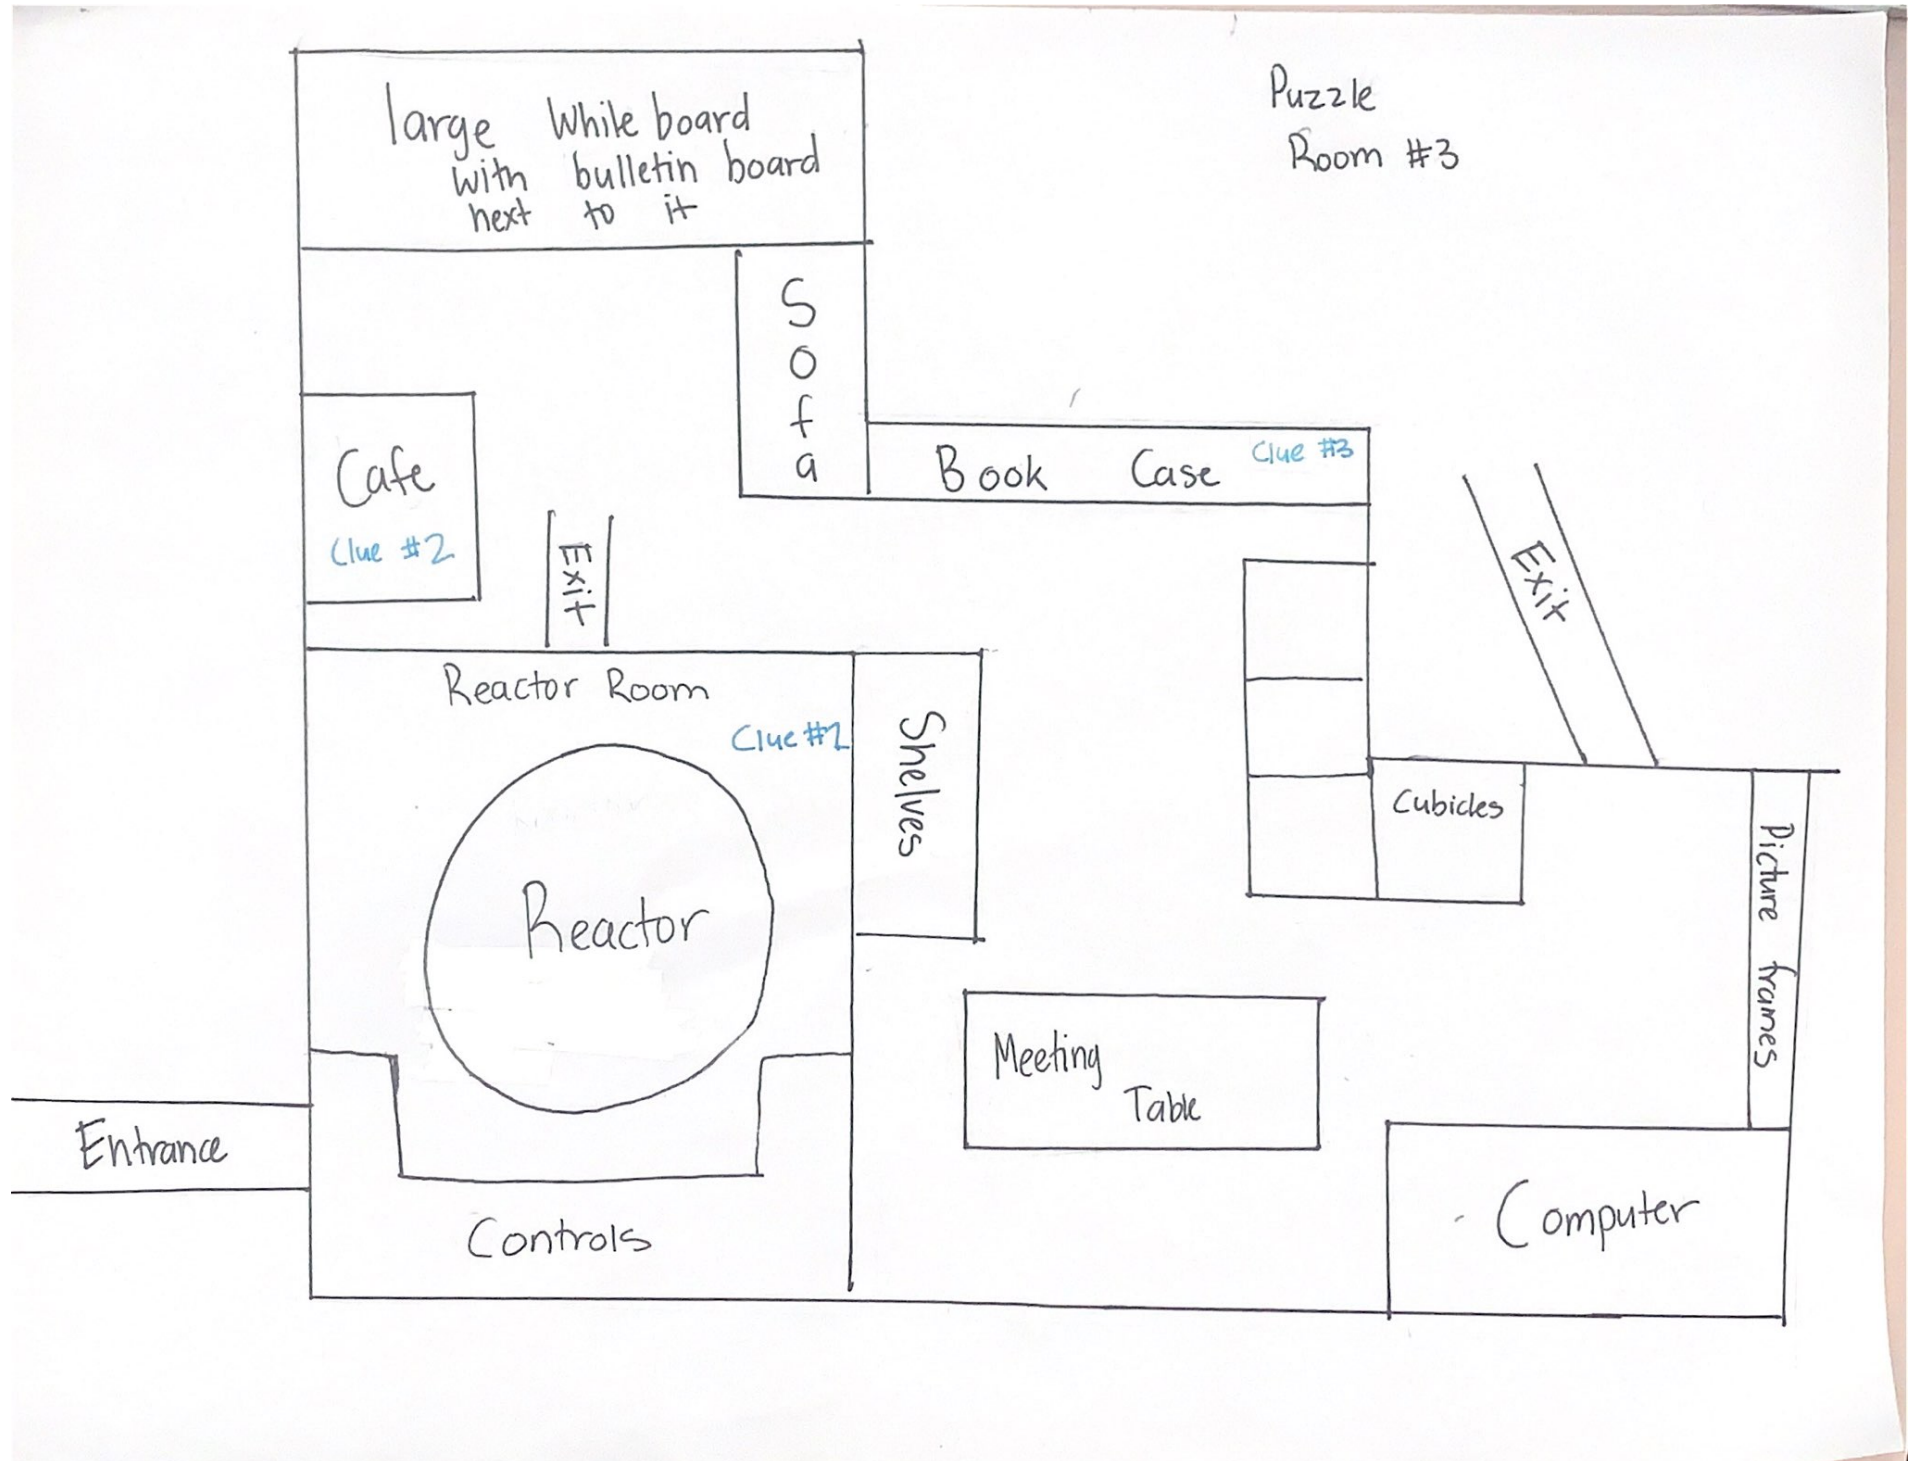 Puzzle
Room #3
large White board
with bulletin board
next to it
Sofa
Book Case
Clue #3
Cafe
Clue #2
Exit
Exit
Reactor Room
Clue #1
Shelves
Cubicles
Reactor
Picture frames
Meeting
Table
Entrance
Controls
Computer